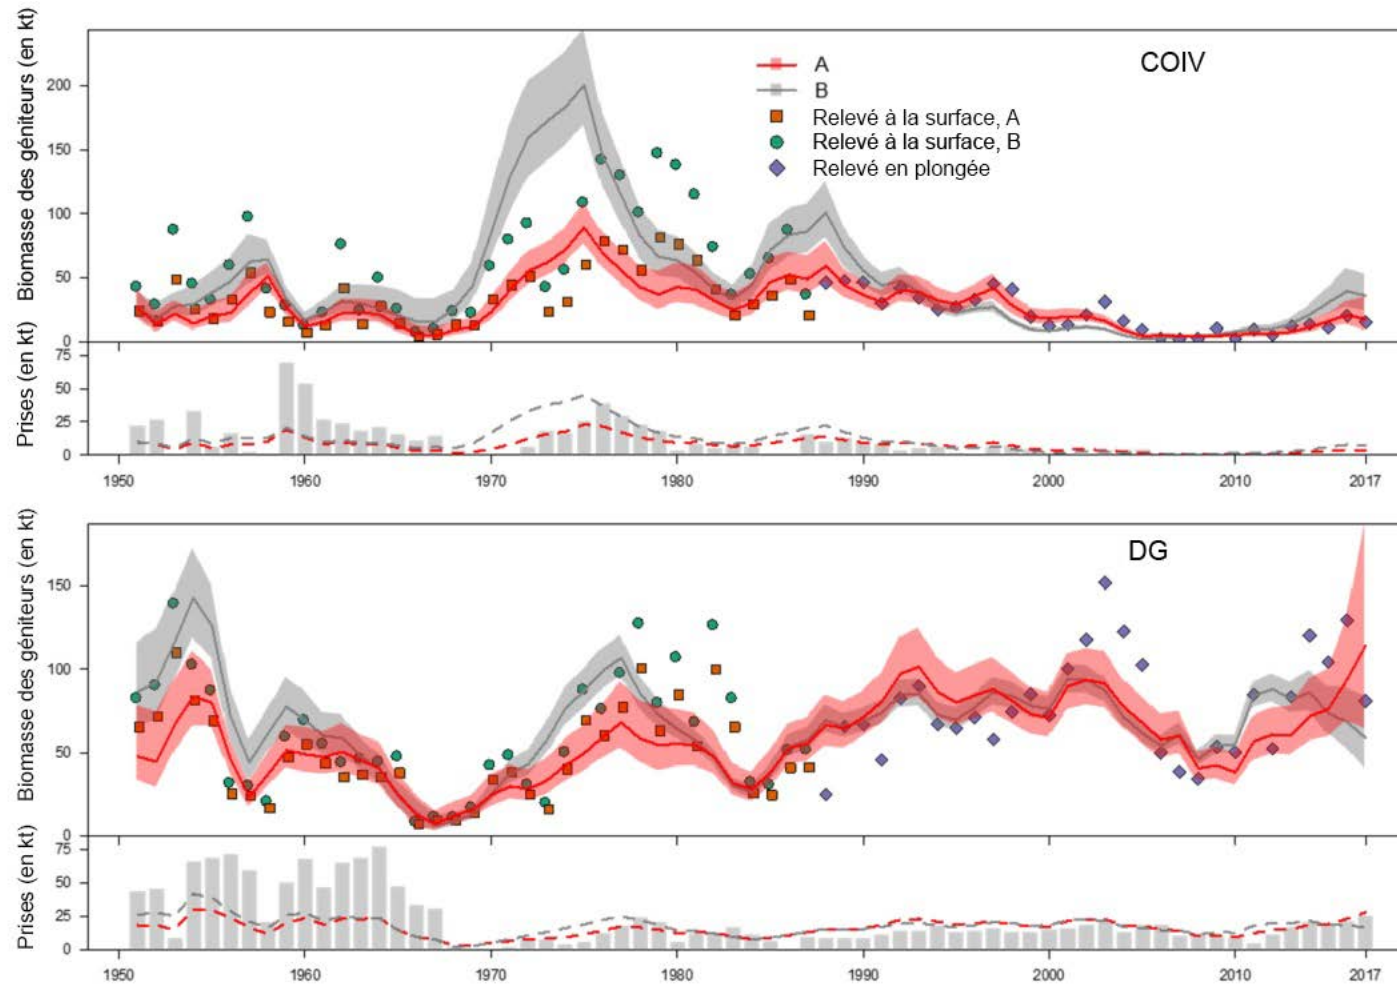 COIV
Biomasse des géniteurs (en kt)
200
150
100
50
0
A
B
Relevé à la surface, A
Relevé à la surface, B
Relevé en plongée
Prises (en kt)
75
50
25
0
1950 1960 1970 1980 1990 2000 2010 2017
DG
Biomasse des géniteurs (en kt)
150
100
50
0
Prises (en kt)
75
50
25
0
1950 1960 1970 1980 1990 2000 2010 2017